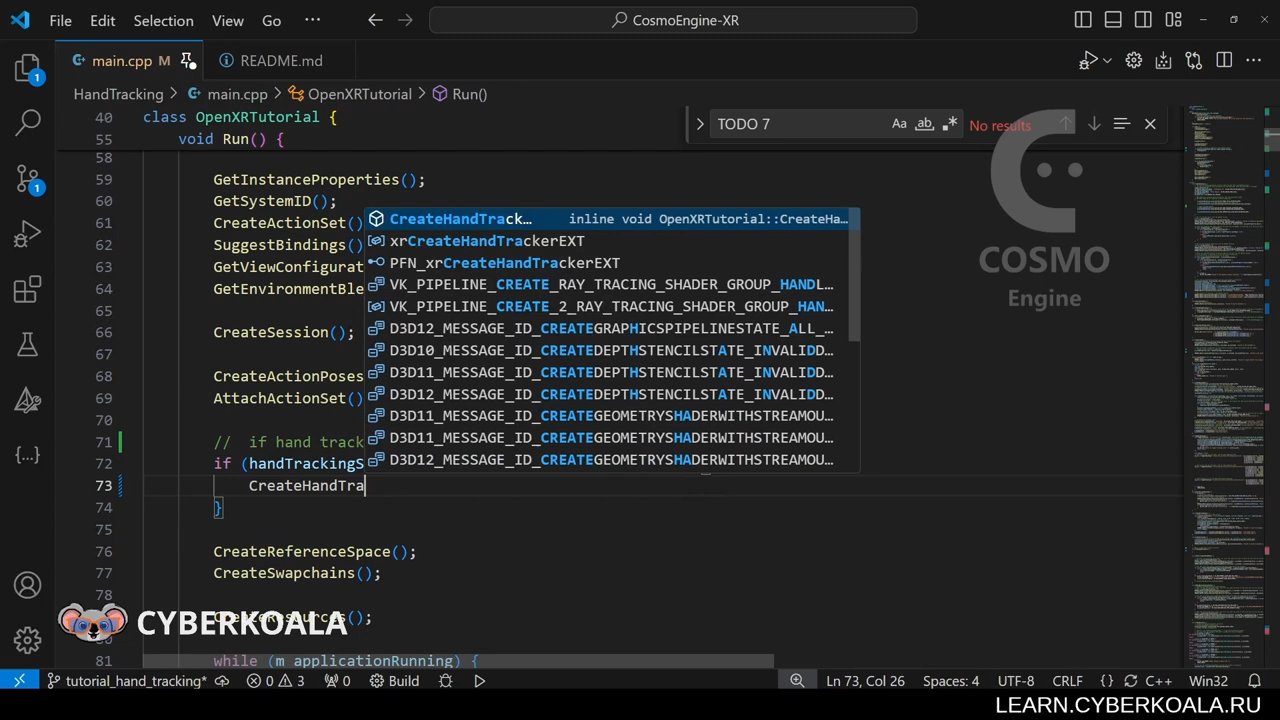 File Edit Selection View Go ··· CosmoEngine-XR
main.cpp M README.md
HandTracking > main.cpp > OpenXRTutorial > Run()
TODO 7 Aa ab No results
40 class OpenXRTutorial {
55 void Run() {
58
59 GetInstanceProperties();
60 GetSystemID();
61 CreateActionSet()
62 SuggestBindings()
63 GetViewConfigurat
64 GetEnvironmentBle
66 CreateSession();
67
68 CreateActionPoses
69 AttachActionSet()
70
71 // if hand track
72 if (handTrackingS
73 CreateHandTra
74 }
75
76 CreateReferenceSpace();
77 CreateSwapchains();
78
81 while (m_applicationRunning) {
CreateHandTrack… inline void OpenXRTutorial::CreateHa…
xrCreateHandTrackerEXT
PFN_xrCreateHandTrackerEXT
VK_PIPELINE_CREATE_RAY_TRACING_SHADER_GROUP_HANDL…
VK_PIPELINE_CREATE_2_RAY_TRACING_SHADER_GROUP_HAN…
D3D12_MESSAGE_ID_CREATEGRAPHICSPIPELINESTATE_ALL_…
D3D11_MESSAGE_ID_CREATEDEPTHSTENCILSTATE_INVALIDD…
D3D11_MESSAGE_ID_CREATEDEPTHSTENCILSTATE_INVALIDD…
D3D11_MESSAGE_ID_CREATEDEPTHSTENCILSTATE_INVALIDD…
D3D11_MESSAGE_ID_CREATEGEOMETRYSHADERWITHSTREAMOU…
D3D11_MESSAGE_ID_CREATEGEOMETRYSHADERWITHSTREAMOU…
D3D11_MESSAGE_ID_CREATEGEOMETRYSHADERWITHSTREAMOU…
COSMO
Engine
1
1
CYBERKOALA
tutorial_hand_tracking* 0 3 0 Build Ln 73, Col 26 Spaces: 4 UTF-8 CRLF {} C++ Win32
LEARN.CYBERKOALA.RU